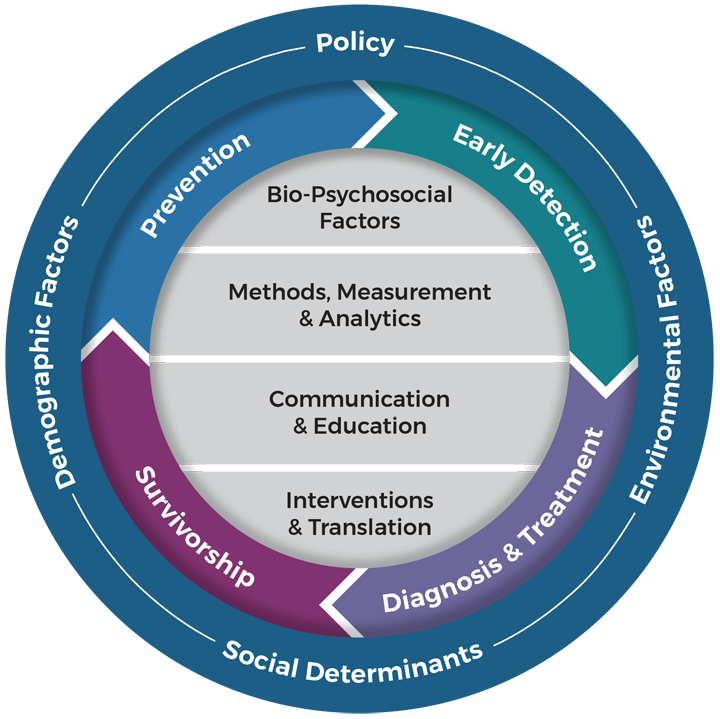 Policy
Prevention
Early Detection
Bio-Psychosocial
Factors
Demographic Factors
Environmental Factors
Methods, Measurement
& Analytics
Communication
& Education
Survivorship
Diagnosis & Treatment
Interventions
& Translation
Social Determinants